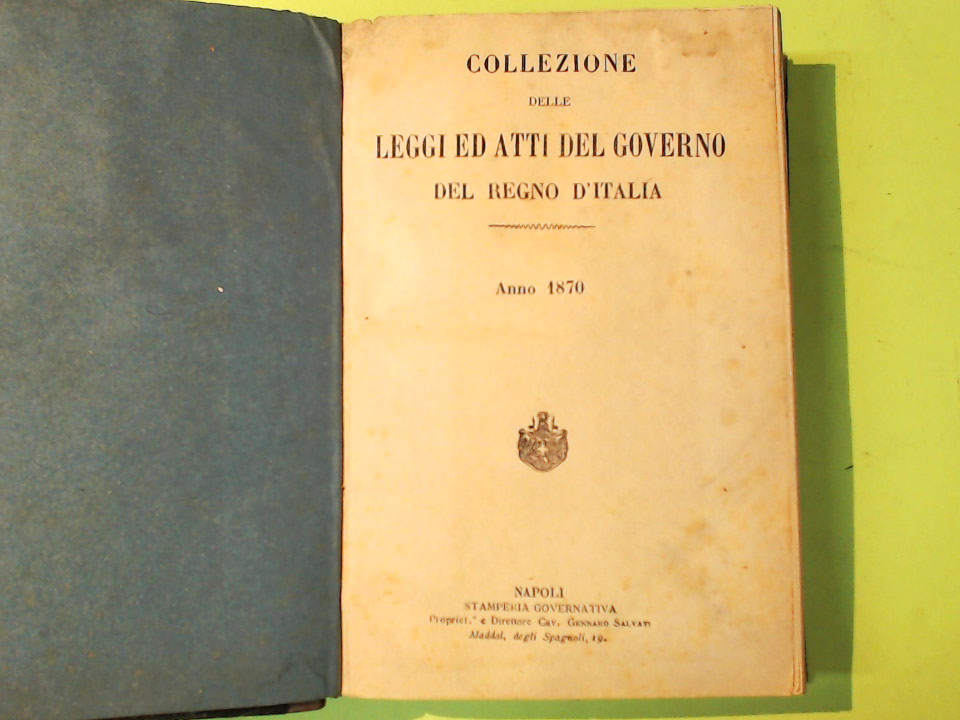 COLLEZIONE
DELLE
LEGGI ED ATTI DEL GOVERNO
DEL REGNO D'ITALIA
Anno 1870
NAPOLI
STAMPERIA GOVERNATIVA
Propriet.° e Direttore Cav. Gennaro Salvati
Maddal. degli Spagnoli, 19.